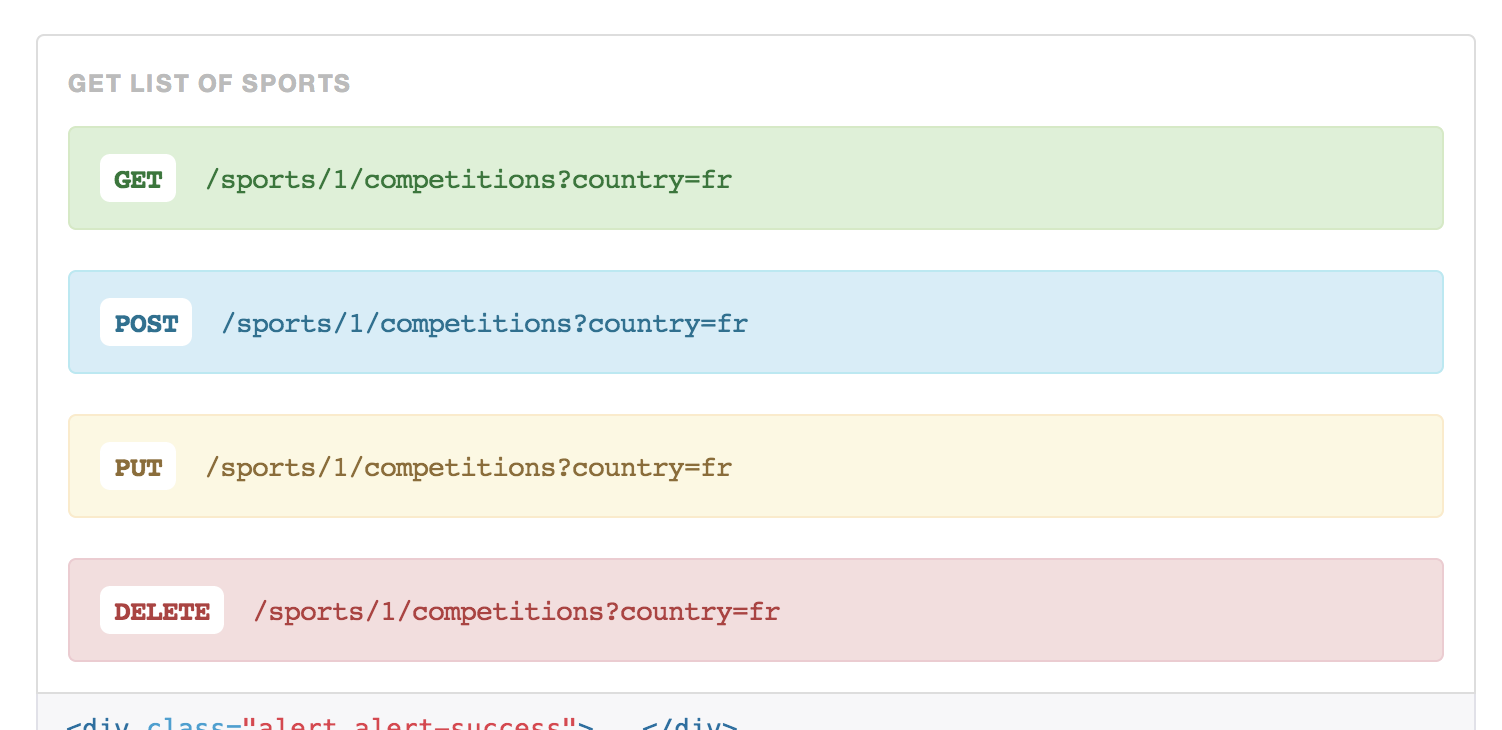 GET LIST OF SPORTS
GET /sports/1/competitions?country=fr
POST /sports/1/competitions?country=fr
PUT /sports/1/competitions?country=fr
DELETE /sports/1/competitions?country=fr
<div class="alert alert-success">   </div>